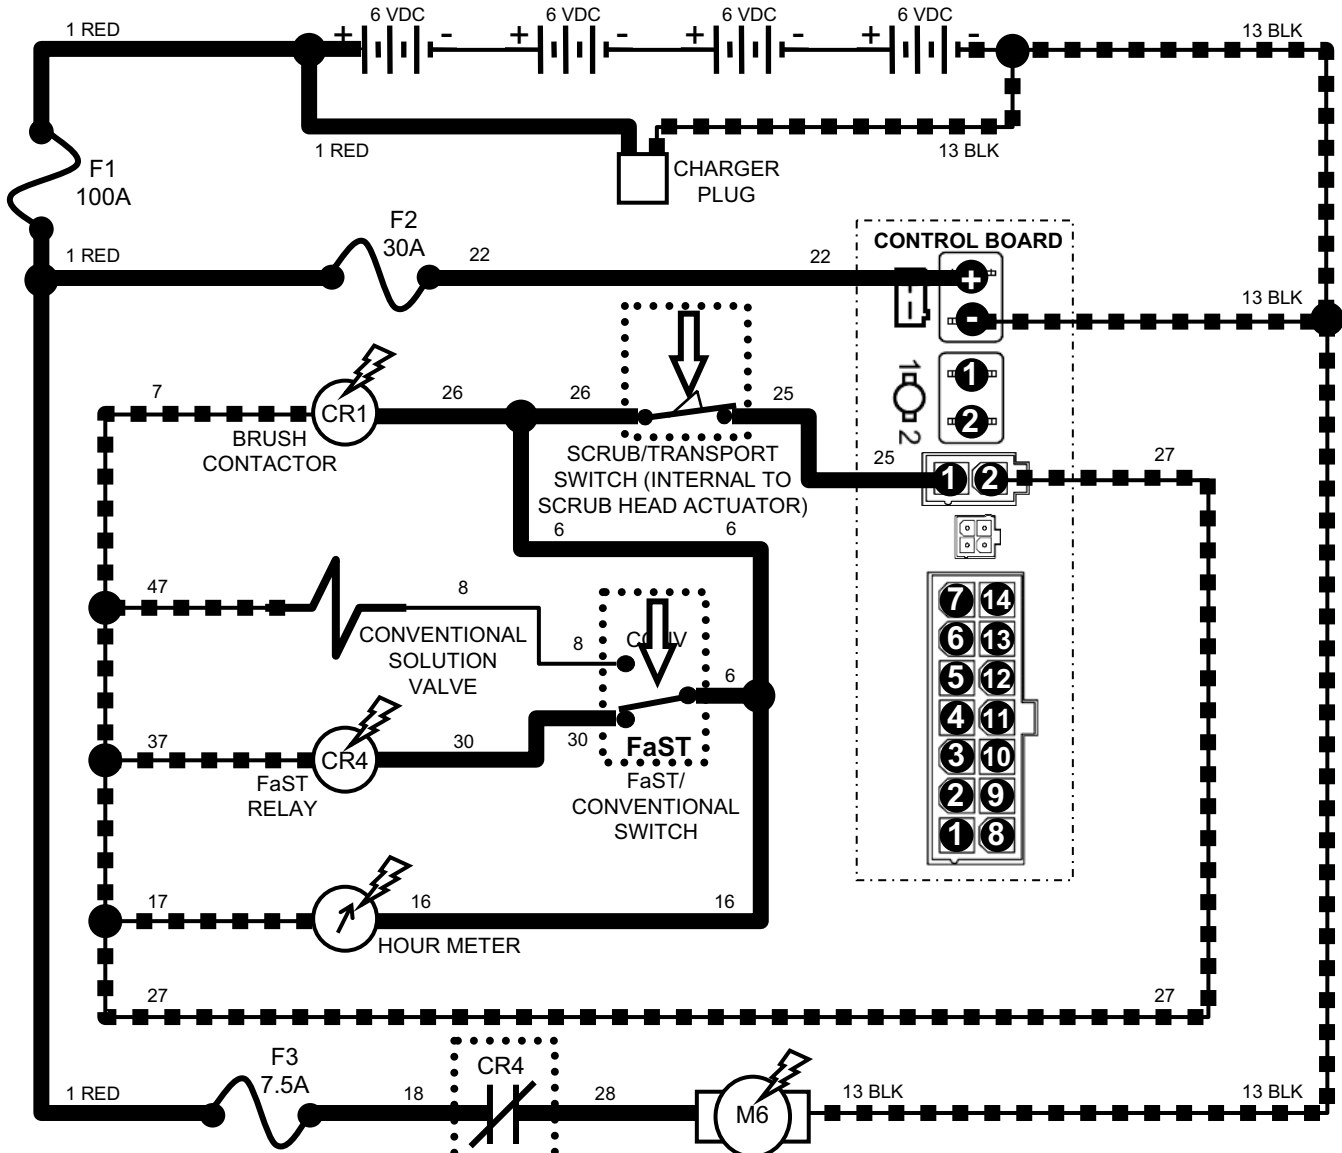 6 VDC 6 VDC 6 VDC 6 VDC
1 RED + - + - + - + - 13 BLK
1 RED 13 BLK
CHARGER
PLUG
F1
100A
F2
30A
1 RED 22 22
CONTROL BOARD
+
-
13 BLK
7 CR1 26 26 25
BRUSH
CONTACTOR
SCRUB/TRANSPORT
SWITCH (INTERNAL TO
SCRUB HEAD ACTUATOR)
1
2
1
2
25 1 2 27
6 6
47 8
CONVENTIONAL
SOLUTION
VALVE
8 CONV
6
37 CR4 30 30
FaST
RELAY
FaST
FaST/
CONVENTIONAL
SWITCH
7 14
6 13
5 12
4 11
3 10
2 9
1 8
17 16 16
HOUR METER
27 27
F3
7.5A
CR4
1 RED 18 28 M6 13 BLK 13 BLK